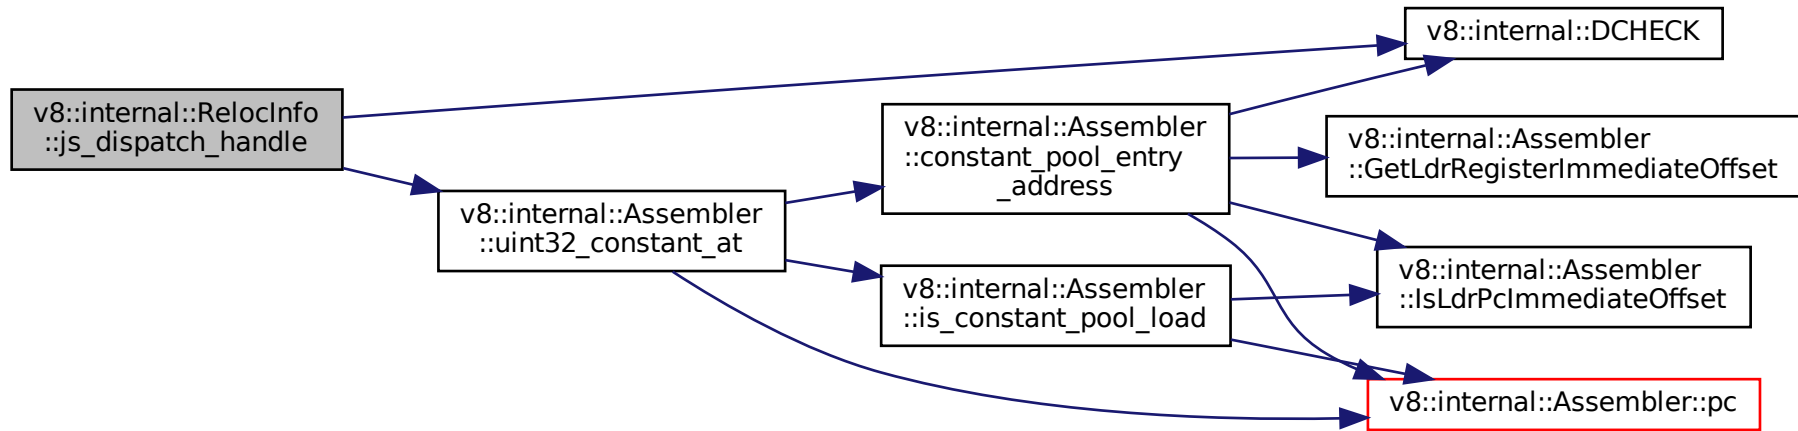 v8::internal::RelocInfo
::js_dispatch_handle
v8::internal::DCHECK
v8::internal::Assembler
::uint32_constant_at
v8::internal::Assembler
::constant_pool_entry
_address
v8::internal::Assembler
::GetLdrRegisterImmediateOffset
v8::internal::Assembler
::IsLdrPcImmediateOffset
v8::internal::Assembler
::is_constant_pool_load
v8::internal::Assembler::pc